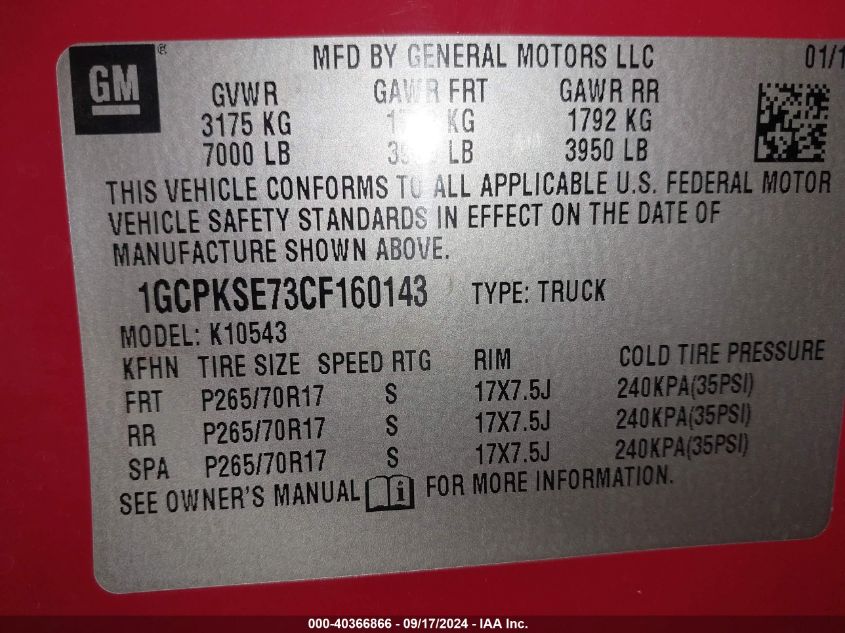 GM ®
MFD BY GENERAL MOTORS LLC 01/1
GVWR GAWR FRT GAWR RR
3175 KG KG 1792 KG
7000 LB LB 3950 LB
THIS VEHICLE CONFORMS TO ALL APPLICABLE U.S. FEDERAL MOTOR
VEHICLE SAFETY STANDARDS IN EFFECT ON THE DATE OF
MANUFACTURE SHOWN ABOVE.
1GCPKSE73CF160143 TYPE: TRUCK
MODEL: K10543
KFHN TIRE SIZE SPEED RTG RIM COLD TIRE PRESSURE
FRT P265/70R17 S 17X7.5J 240KPA(35PSI)
RR P265/70R17 S 17X7.5J 240KPA(35PSI)
SPA P265/70R17 S 17X7.5J 240KPA(35PSI)
SEE OWNER'S MANUAL i FOR MORE INFORMATION.
000-40366866 - 09/17/2024 - IAA Inc.